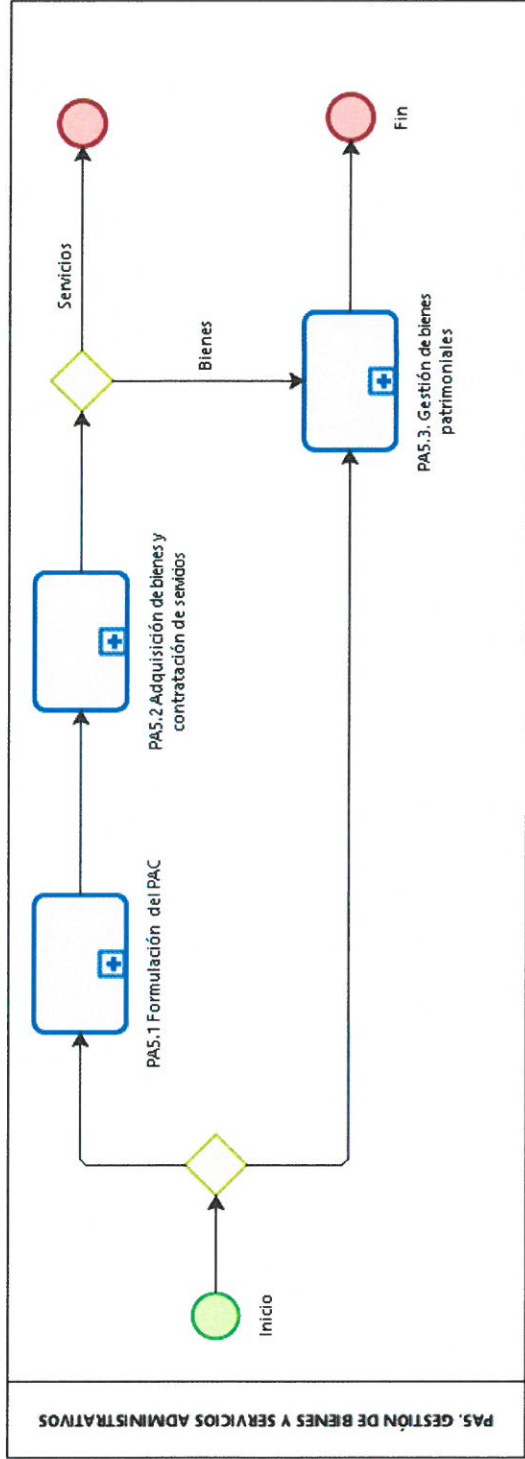 PA5. GESTIÓN DE BIENES Y SERVICIOS ADMINISTRATIVOS
Inicio
PA5.1 Formulación del PAC
PA5.2 Adquisición de bienes y
contratación de servicios
Servicios
Bienes
PA5.3. Gestión de bienes
patrimoniales
Fin